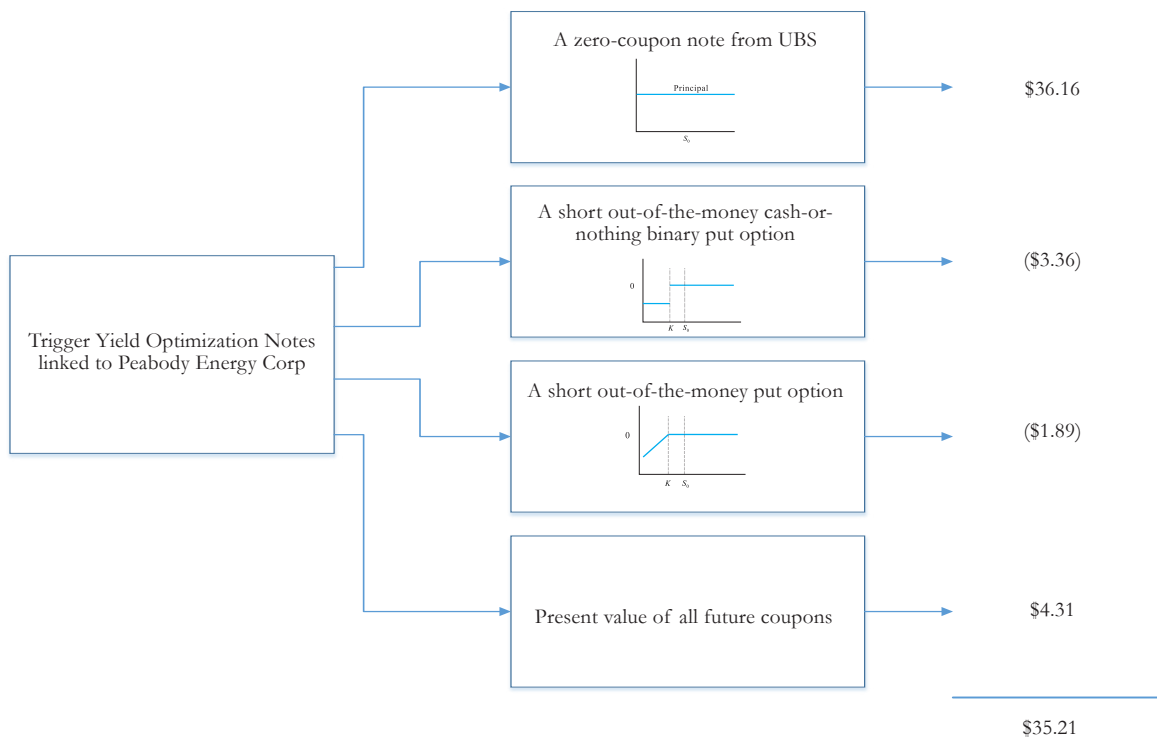 A zero-coupon note from UBS
Principal
S0
$36.16
A short out-of-the-money cash-or-
nothing binary put option
0
K S0
($3.36)
Trigger Yield Optimization Notes
linked to Peabody Energy Corp
A short out-of-the-money put option
0
K S0
($1.89)
Present value of all future coupons
$4.31
$35.21